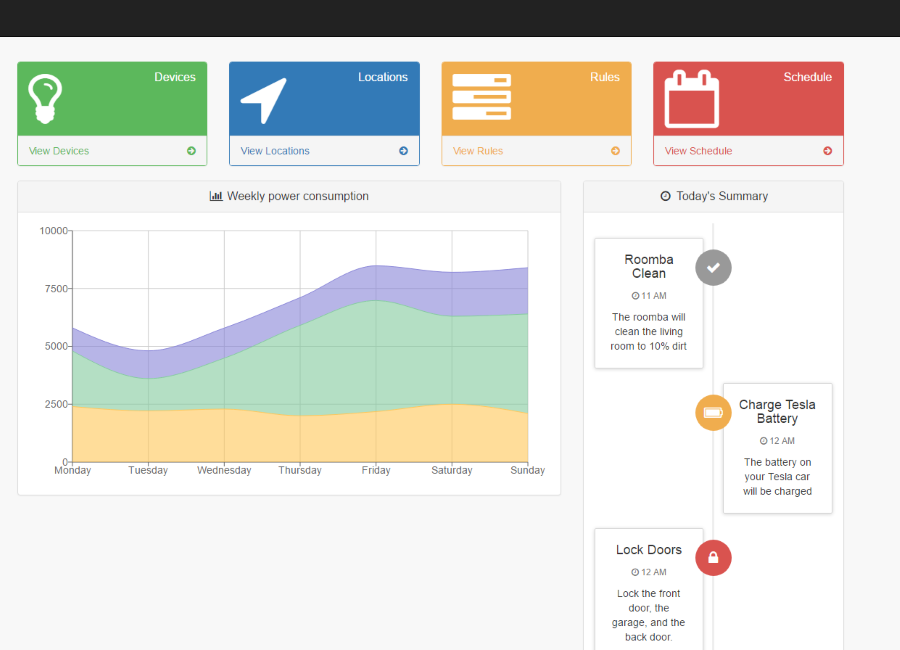 Devices
View Devices
Locations
View Locations
Rules
View Rules
Schedule
View Schedule
Weekly power consumption
10000
7500
5000
2500
0
Monday Tuesday Wednesday Thursday Friday Saturday Sunday
Today's Summary
Roomba
Clean
11 AM
The roomba will
clean the living
room to 10% dirt
Charge Tesla
Battery
12 AM
The battery on
your Tesla car
will be charged
Lock Doors
12 AM
Lock the front
door, the
garage, and the
back door.